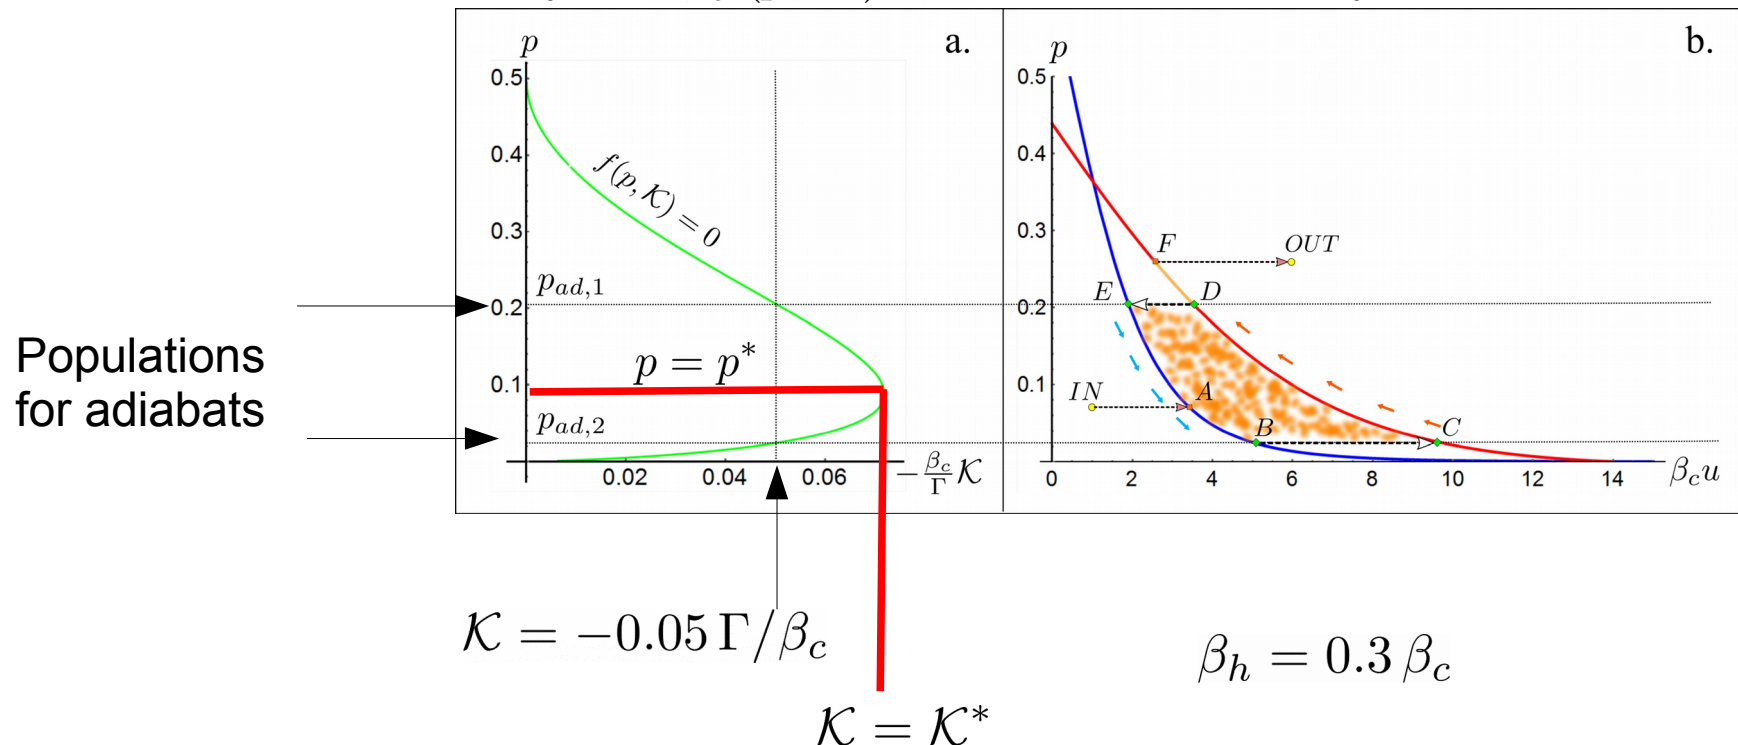 p
a.
0.5
0.4
0.3
0.2
0.1
f(p, 𝒦) = 0
p_{ad,1}
p = p*
p_{ad,2}
0.02 0.04 0.06
-\frac{β_c}{Γ}𝒦
p
b.
0.5
0.4
0.3
0.2
0.1
F OUT
E D
IN A
B C
0 2 4 6 8 10 12 14
β_c u
Populations
for adiabats
𝒦 = −0.05 Γ/β_c
β_h = 0.3 β_c
𝒦 = 𝒦*